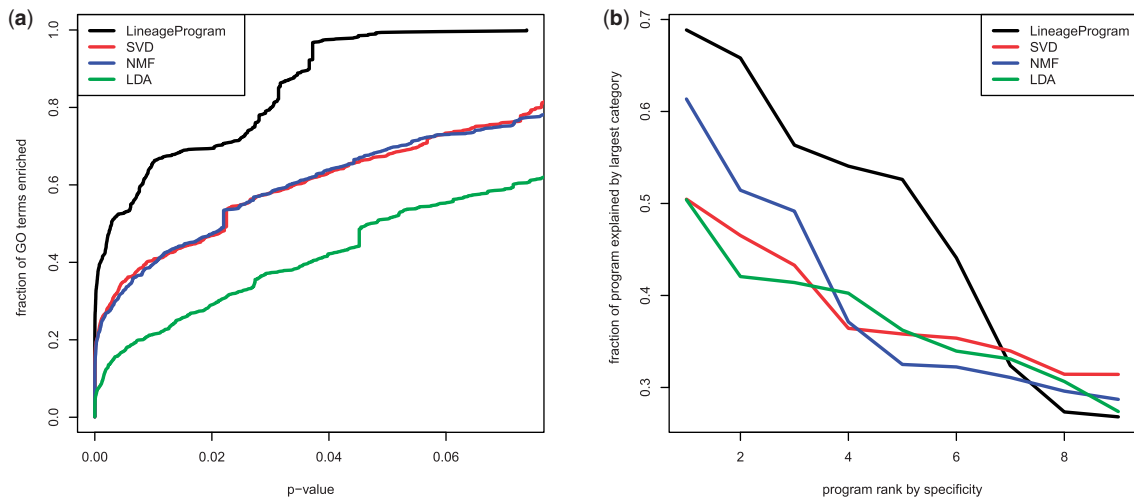 (a)
LineageProgram
SVD
NMF
LDA
fraction of GO terms enriched
1.0
0.8
0.6
0.4
0.2
0.0
0.00 0.02 0.04 0.06
p-value
(b)
LineageProgram
SVD
NMF
LDA
fraction of program explained by largest category
0.7
0.6
0.5
0.4
0.3
2 4 6 8
program rank by specificity